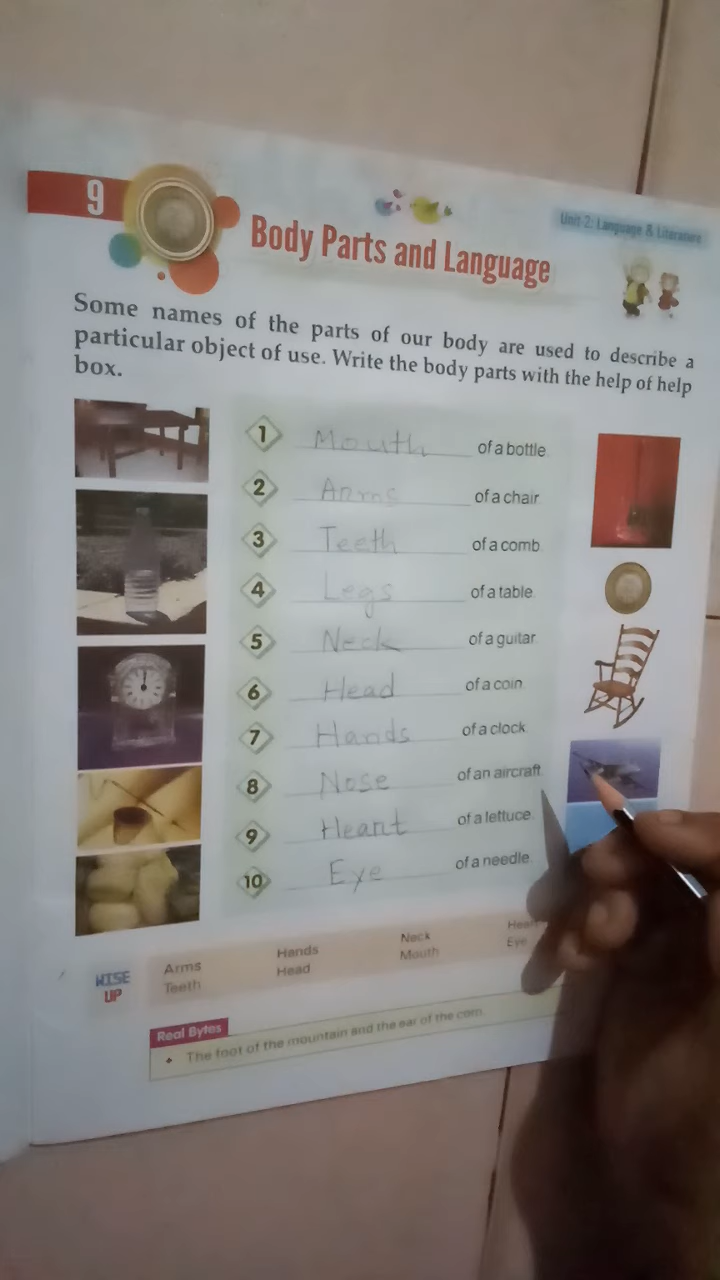 9
Unit-2: Language & Literature
Body Parts and Language
Some names of the parts of our body are used to describe a
particular object of use. Write the body parts with the help of help
box.
1 Mouth of a bottle.
2 Arms of a chair.
3 Teeth of a comb.
4 Legs of a table.
5 Neck of a guitar.
6 Head of a coin.
7 Hands of a clock.
8 Nose of an aircraft.
9 Heart of a lettuce.
10 Eye of a needle.
WISE UP
Arms Hands Neck Heart
Teeth Head Mouth Eye
Real Bytes
• The foot of the mountain and the ear of the corn.